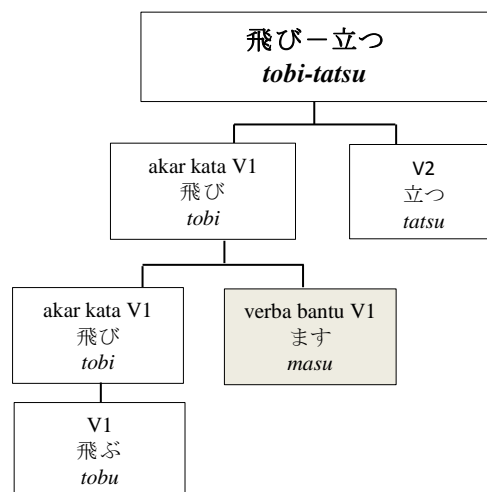 飛び－立つ
tobi-tatsu
akar kata V1
飛び
tobi
V2
立つ
tatsu
akar kata V1
飛び
tobi
verba bantu V1
ます
masu
V1
飛ぶ
tobu